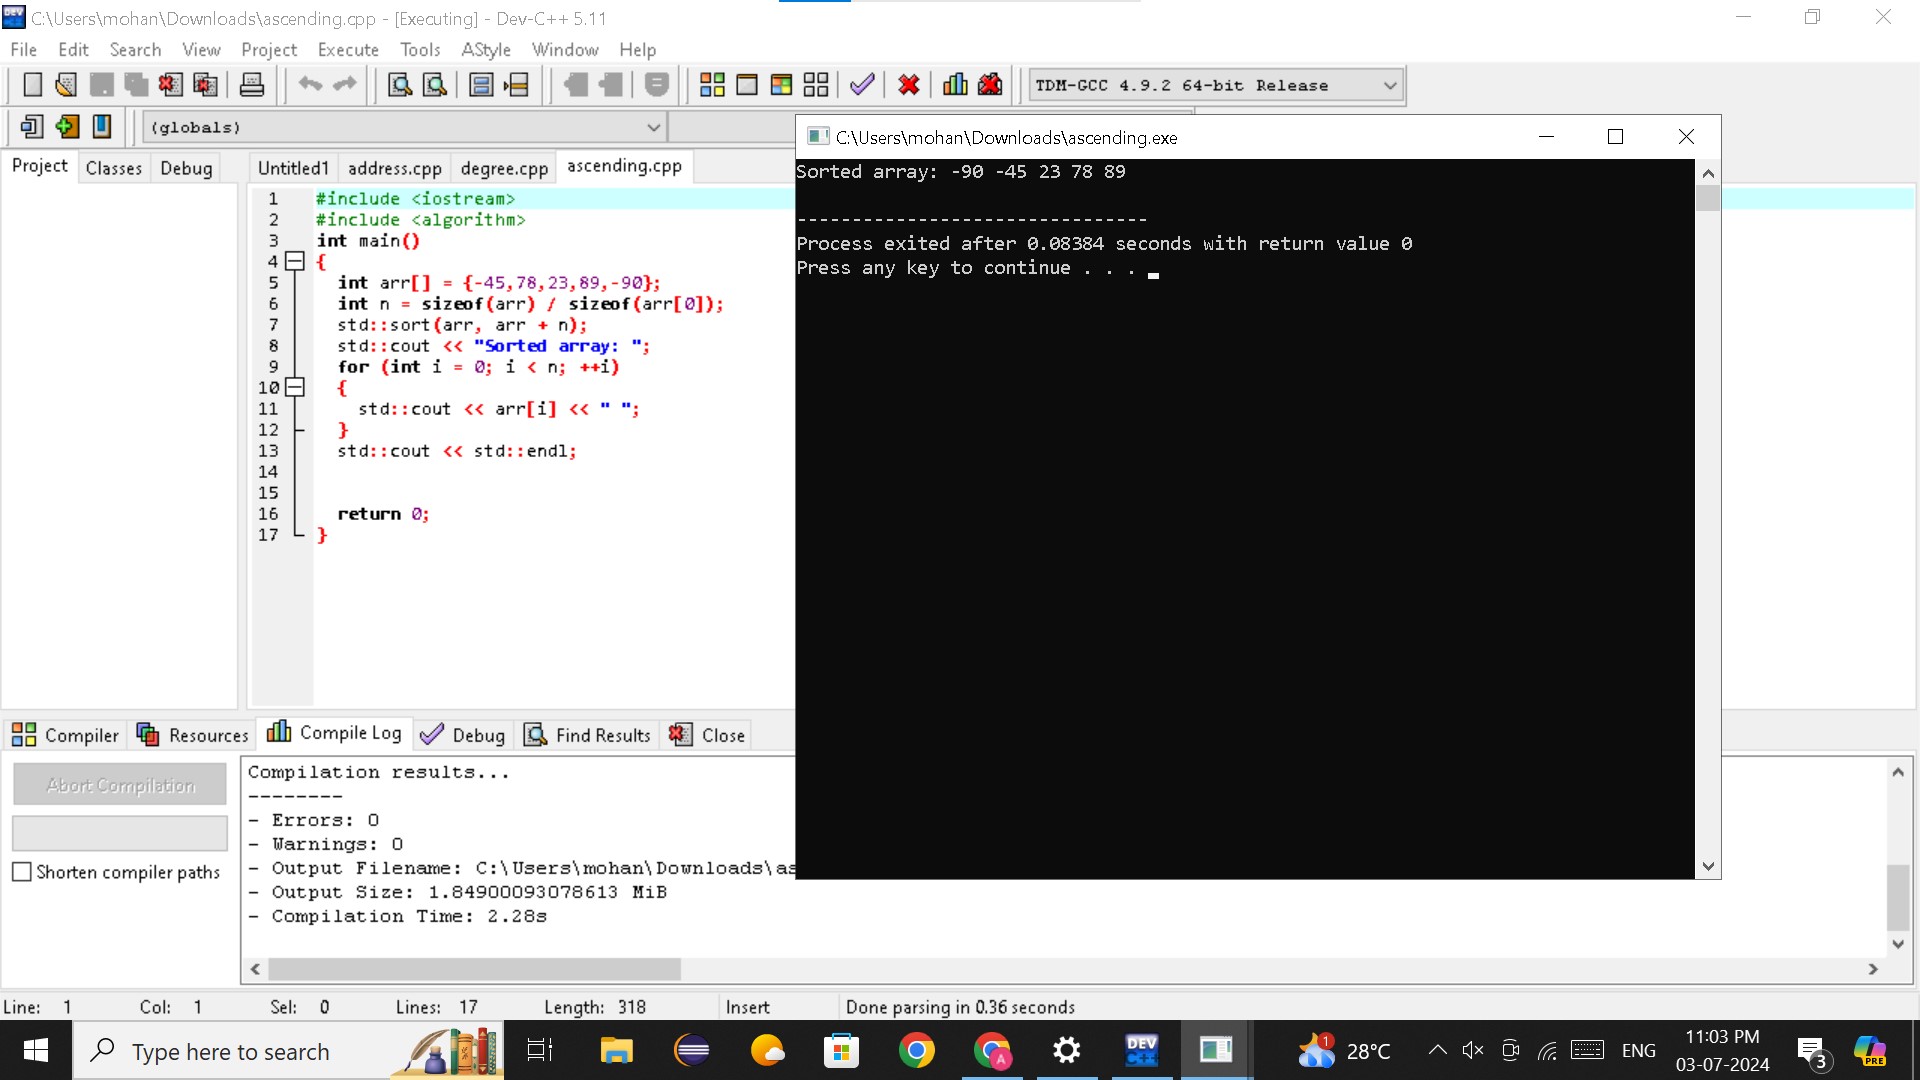 C:\Users\mohan\Downloads\ascending.cpp - [Executing] - Dev-C++ 5.11
File Edit Search View Project Execute Tools AStyle Window Help
TDM-GCC 4.9.2 64-bit Release
(globals)
Project Classes Debug
Untitled1 address.cpp degree.cpp ascending.cpp
1 #include <iostream>
2 #include <algorithm>
3 int main()
4 {
5 int arr[] = {-45,78,23,89,-90};
6 int n = sizeof(arr) / sizeof(arr[0]);
7 std::sort(arr, arr + n);
8 std::cout << "Sorted array: ";
9 for (int i = 0; i < n; ++i)
10 {
11 std::cout << arr[i] << " ";
12 }
13 std::cout << std::endl;
14
15
16 return 0;
17 }
C:\Users\mohan\Downloads\ascending.exe
Sorted array: -90 -45 23 78 89
--------------------------------
Process exited after 0.08384 seconds with return value 0
Press any key to continue . . .
Compiler Resources Compile Log Debug Find Results Close
Abort Compilation
Shorten compiler paths
Compilation results...
--------
- Errors: 0
- Warnings: 0
- Output Filename: C:\Users\mohan\Downloads\as
- Output Size: 1.84900093078613 MiB
- Compilation Time: 2.28s
Line: 1 Col: 1 Sel: 0 Lines: 17 Length: 318 Insert Done parsing in 0.36 seconds
Type here to search
DEV
C++
1
28°C
ENG
11:03 PM
03-07-2024
3
PRE